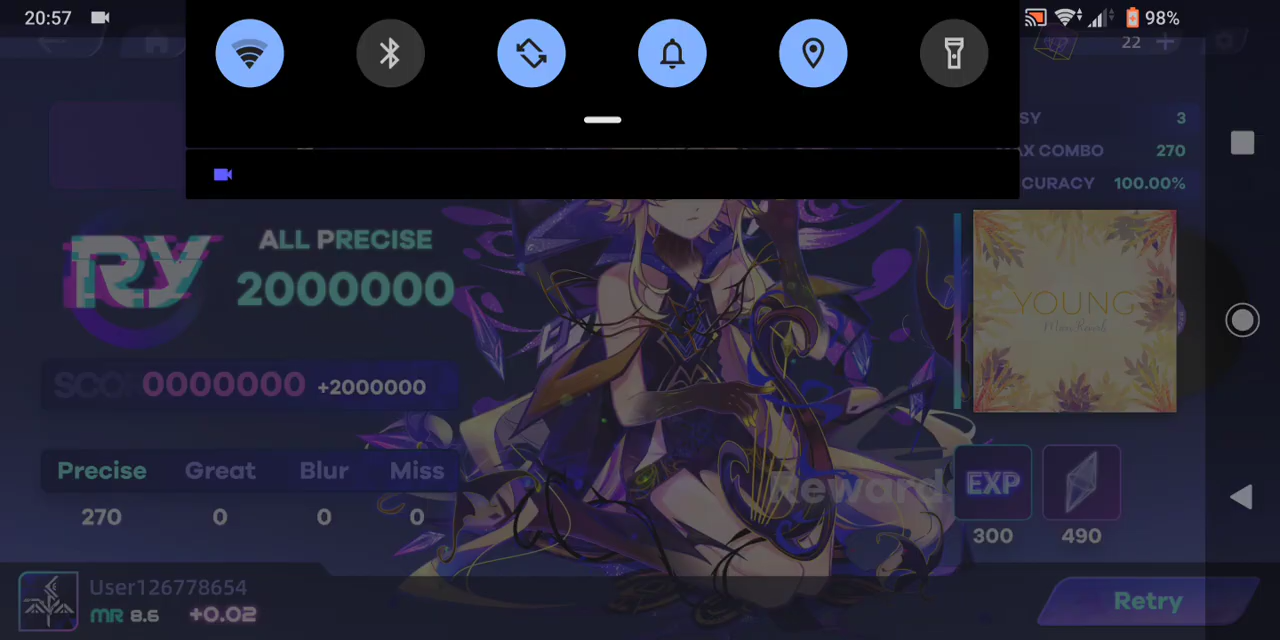 20:57
98%
22
SY 3
AX COMBO 270
CURACY 100.00%
RY
ALL PRECISE
2000000
SCO 0000000 +2000000
YOUNG
Precise Great Blur Miss
270 0 0 0
Reward
EXP
300 490
User126778654
MR 8.6 +0.02
Retry